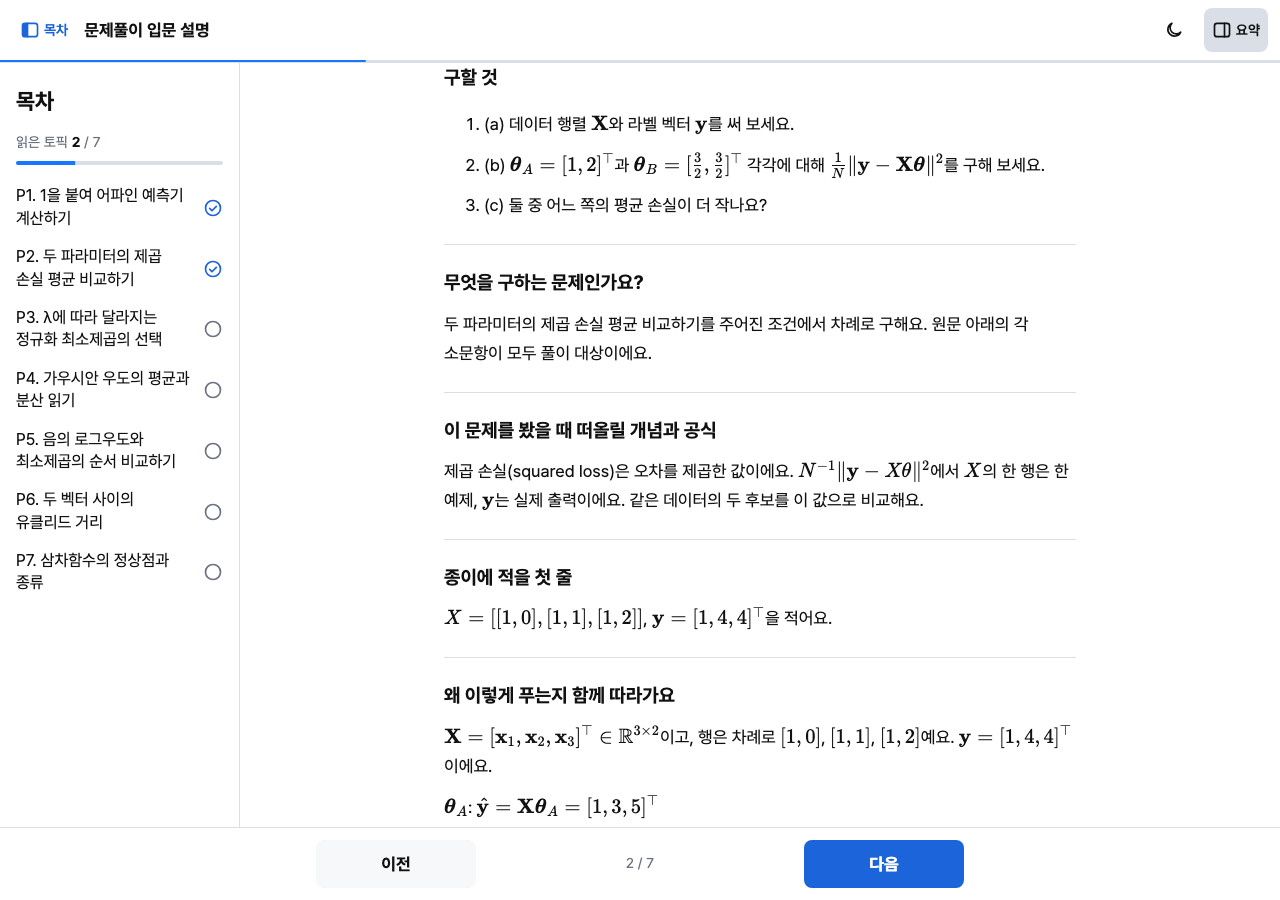 목차 문제풀이 입문 설명 요약
목차
읽은 토픽 2 / 7
P1. 1을 붙여 어파인 예측기
계산하기
P2. 두 파라미터의 제곱
손실 평균 비교하기
P3. λ에 따라 달라지는
정규화 최소제곱의 선택
P4. 가우시안 우도의 평균과
분산 읽기
P5. 음의 로그우도와
최소제곱의 순서 비교하기
P6. 두 벡터 사이의
유클리드 거리
P7. 삼차함수의 정상점과
종류
구할 것
1. (a) 데이터 행렬 X와 라벨 벡터 y를 써 보세요.
2. (b) θ_A = [1, 2]^⊤과 θ_B = [3/2, 3/2]^⊤ 각각에 대해 1/N ‖y − Xθ‖²를 구해 보세요.
3. (c) 둘 중 어느 쪽의 평균 손실이 더 작나요?
무엇을 구하는 문제인가요?
두 파라미터의 제곱 손실 평균 비교하기를 주어진 조건에서 차례로 구해요. 원문 아래의 각
소문항이 모두 풀이 대상이에요.
이 문제를 봤을 때 떠올릴 개념과 공식
제곱 손실(squared loss)은 오차를 제곱한 값이에요. N⁻¹‖y − Xθ‖²에서 X의 한 행은 한
예제, y는 실제 출력이에요. 같은 데이터의 두 후보를 이 값으로 비교해요.
종이에 적을 첫 줄
X = [[1, 0], [1, 1], [1, 2]], y = [1, 4, 4]^⊤을 적어요.
왜 이렇게 푸는지 함께 따라가요
X = [x₁, x₂, x₃]^⊤ ∈ ℝ^{3×2}이고, 행은 차례로 [1, 0], [1, 1], [1, 2]예요. y = [1, 4, 4]^⊤
이에요.
θ_A: ŷ = Xθ_A = [1, 3, 5]^⊤
이전 2 / 7 다음